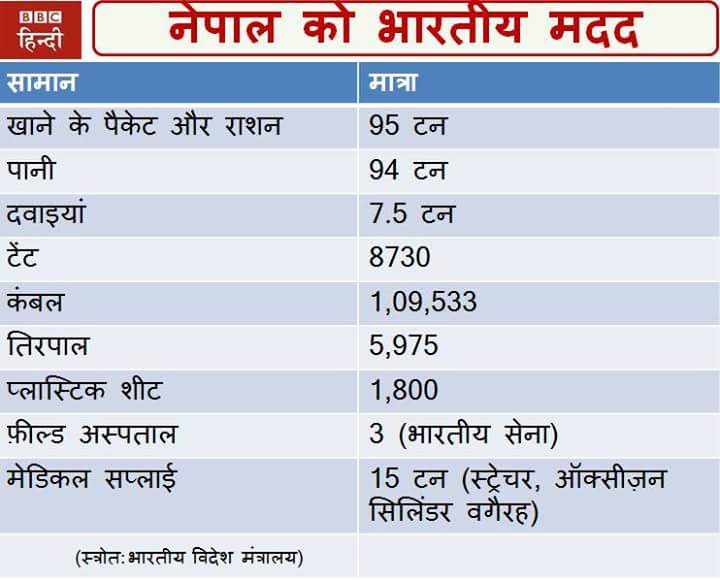 BBC
हिन्दी
नेपाल को भारतीय मदद
सामान मात्रा
खाने के पैकेट और राशन 95 टन
पानी 94 टन
दवाइयां 7.5 टन
टेंट 8730
कंबल 1,09,533
तिरपाल 5,975
प्लास्टिक शीट 1,800
फ़ील्ड अस्पताल 3 (भारतीय सेना)
मेडिकल सप्लाई 15 टन (स्ट्रेचर, ऑक्सीज़न
सिलिंडर वगैरह)
(स्त्रोत:भारतीय विदेश मंत्रालय)